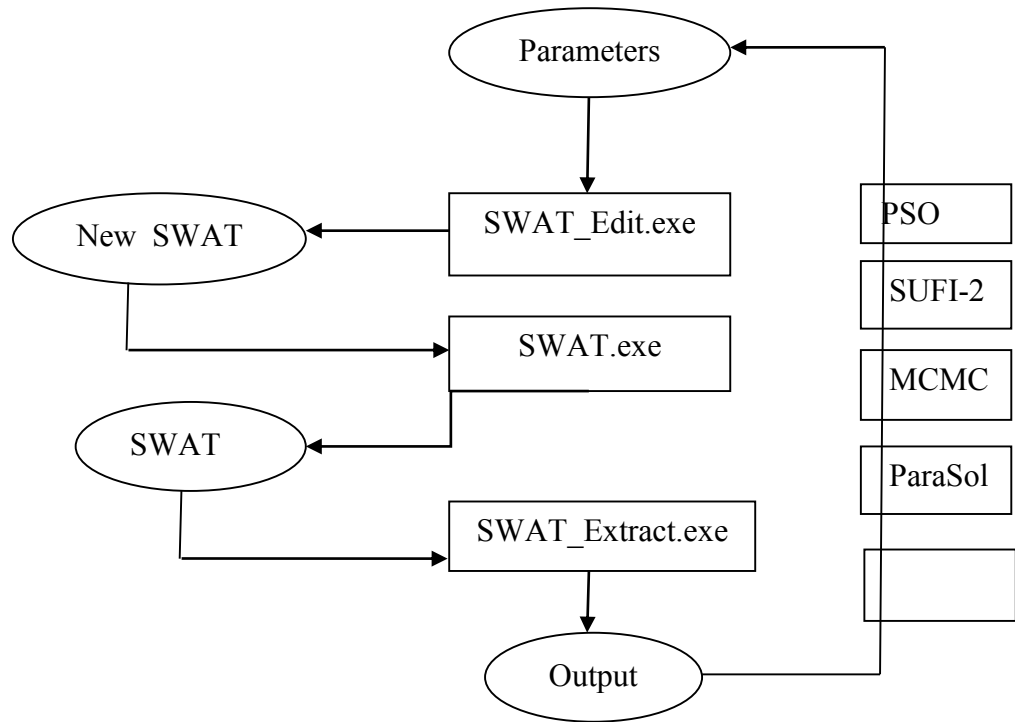 Parameters
SWAT_Edit.exe
New SWAT
SWAT.exe
SWAT
SWAT_Extract.exe
Output
PSO
SUFI-2
MCMC
ParaSol